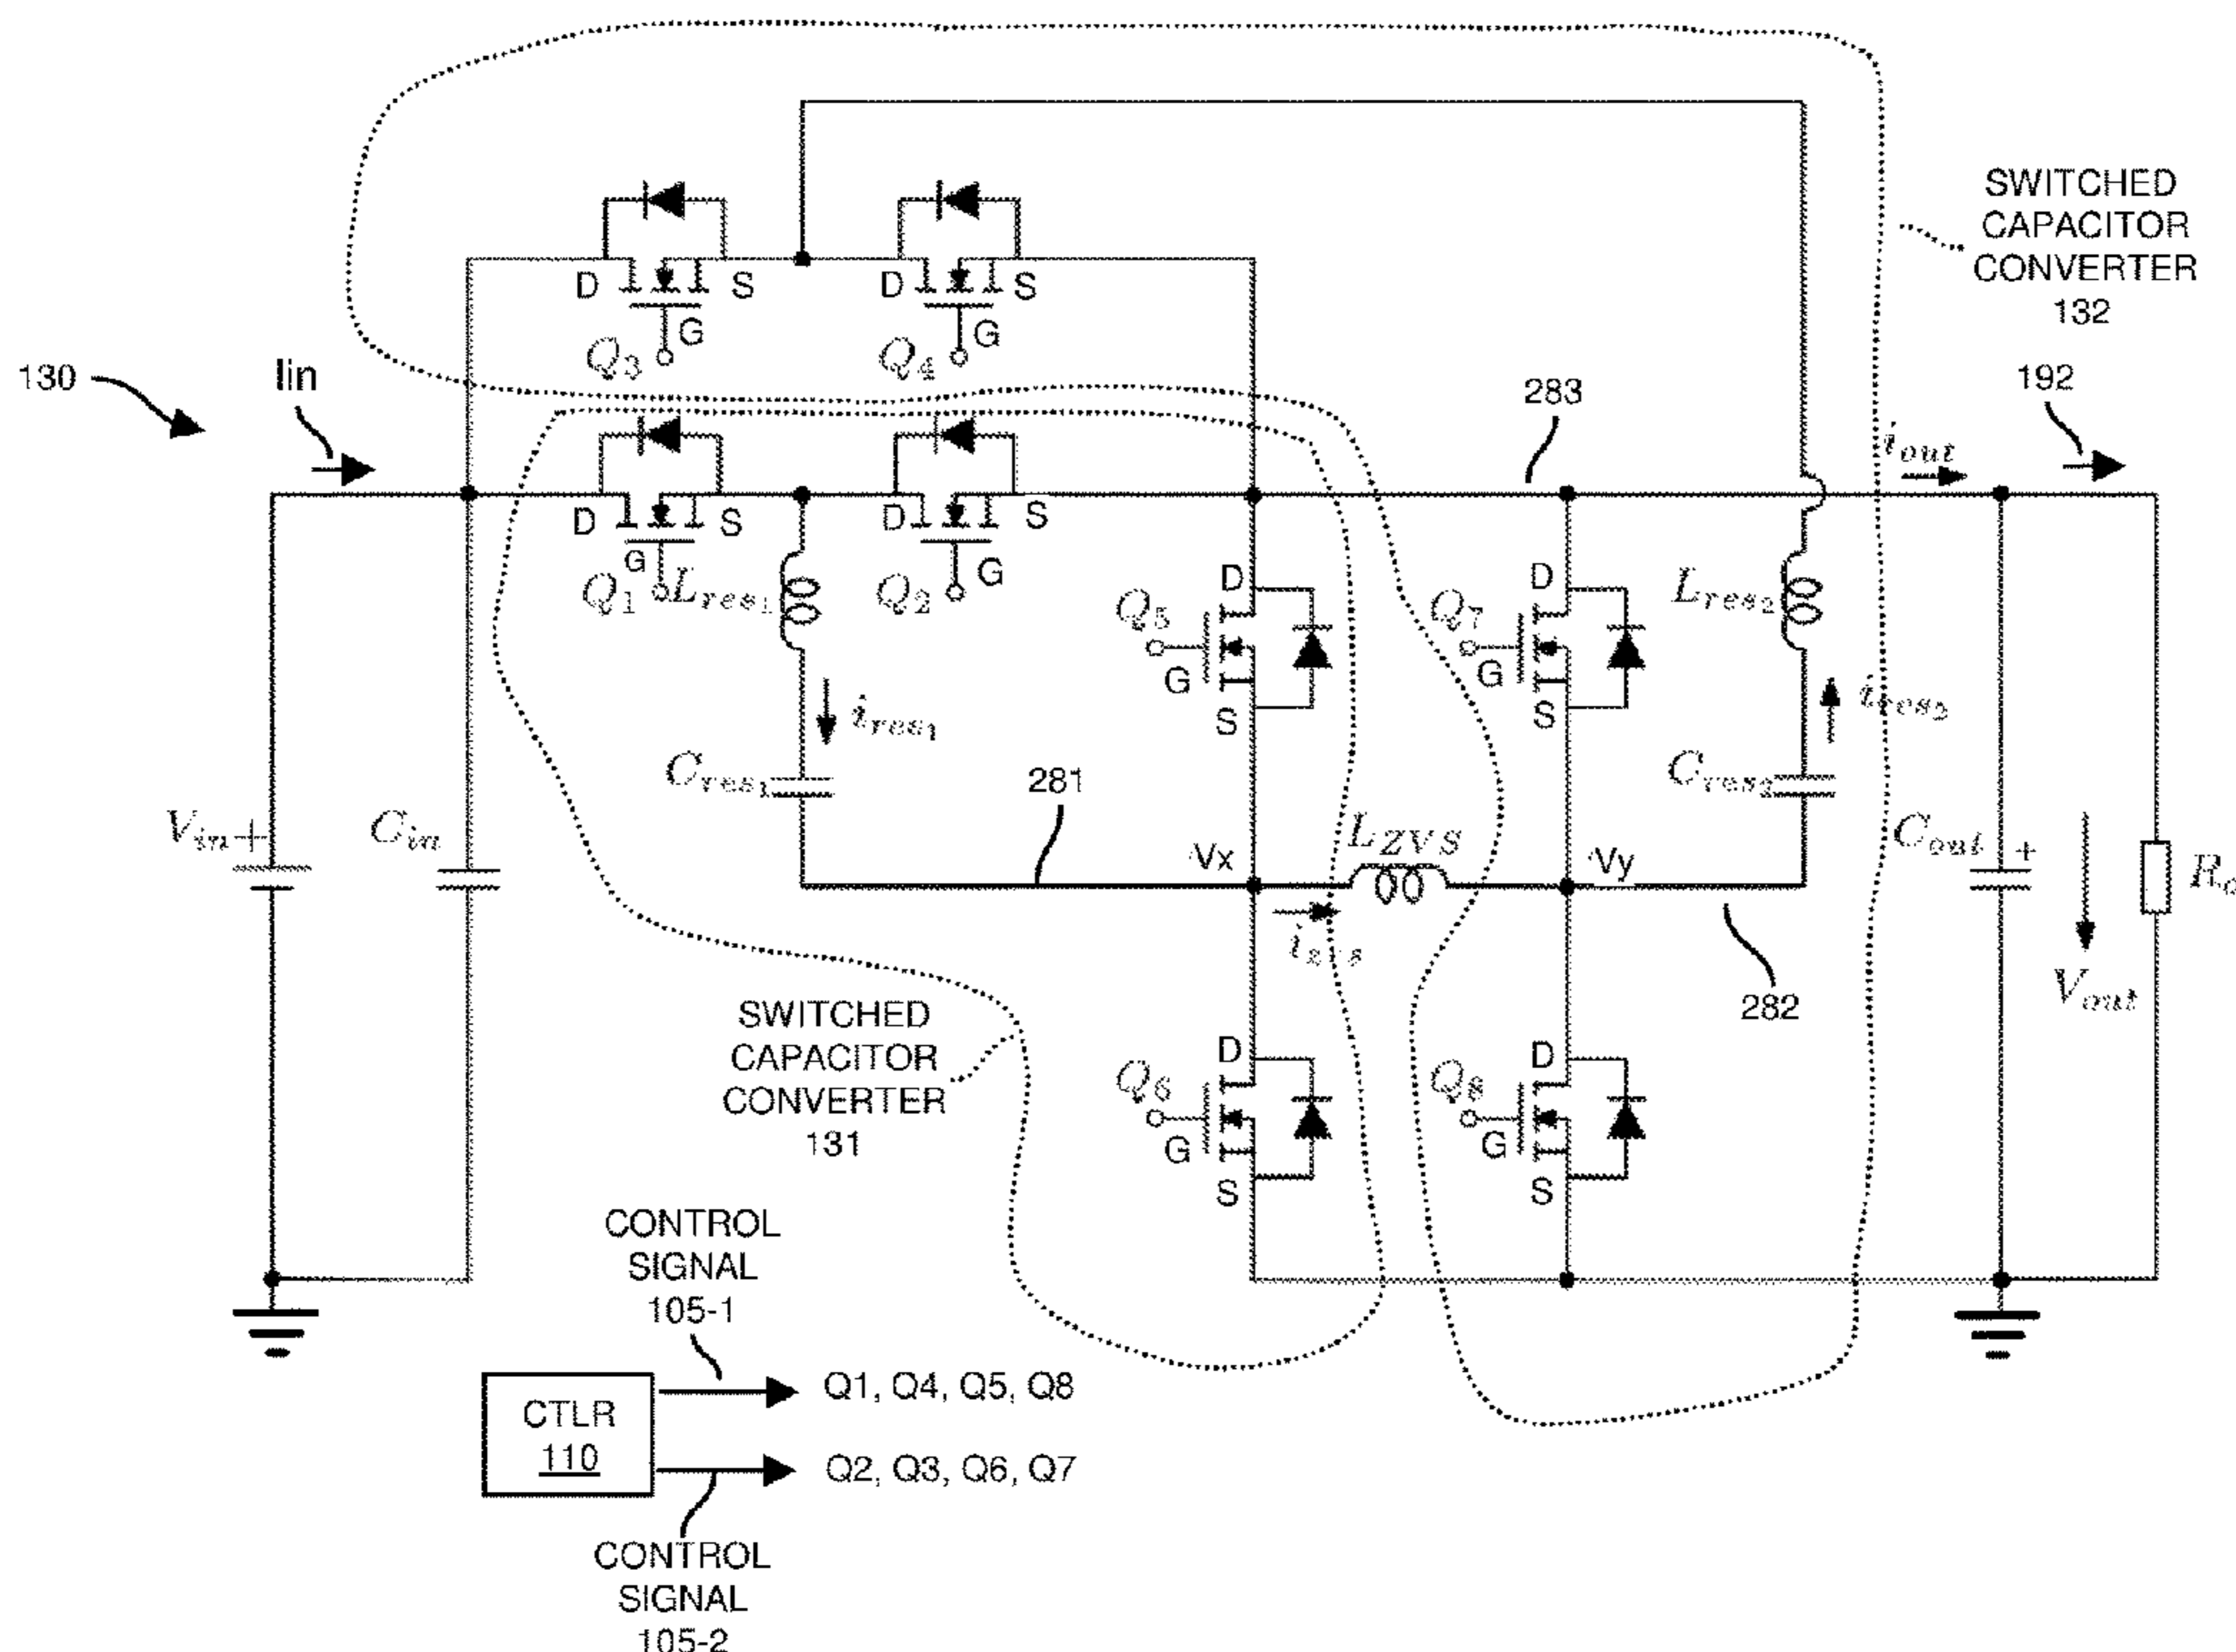 SWITCHED
CAPACITOR
CONVERTER
132
D
S
G
Q3
D
S
G
Q4
130
Iin
283
192
iout
D
S
G
Q1
D
S
G
Q2
Lres1
ires1
Cres1
D
Q5
G
S
D
Q7
G
S
Lres2
ires2
Cres2
281
Vx
LZVS
Vy
izvs
282
Vin+
Cin
Cout +
Vout
SWITCHED
CAPACITOR
CONVERTER
131
D
Q6
G
S
D
Q8
G
S
CONTROL
SIGNAL
105-1
CTLR
110
Q1, Q4, Q5, Q8
Q2, Q3, Q6, Q7
CONTROL
SIGNAL
105-2